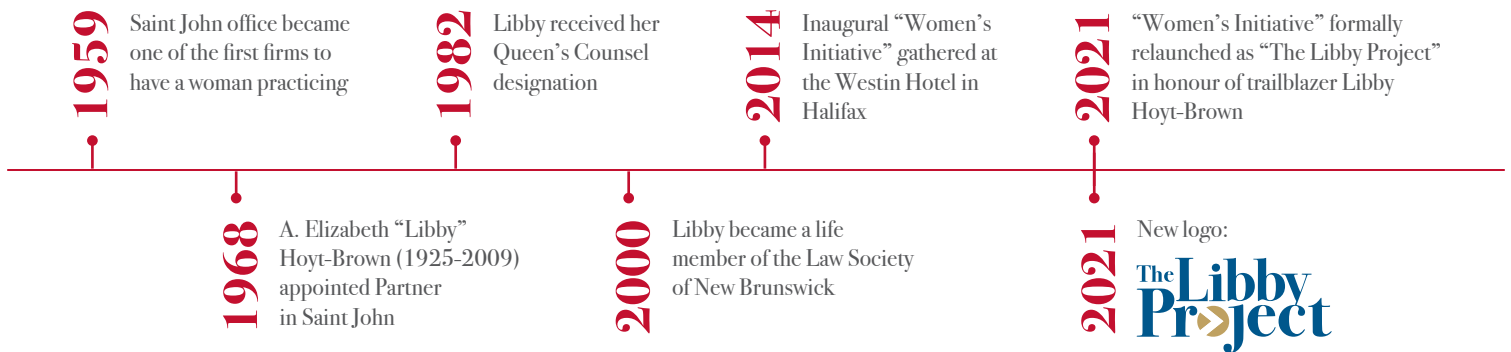 1959
Saint John office became
one of the first firms to
have a woman practicing
1968
A. Elizabeth “Libby”
Hoyt-Brown (1925-2009)
appointed Partner
in Saint John
1982
Libby received her
Queen’s Counsel
designation
2000
Libby became a life
member of the Law Society
of New Brunswick
2014
Inaugural “Women’s
Initiative” gathered at
the Westin Hotel in
Halifax
2021
“Women’s Initiative” formally
relaunched as “The Libby Project”
in honour of trailblazer Libby
Hoyt-Brown
2021
New logo:
The Libby
Project